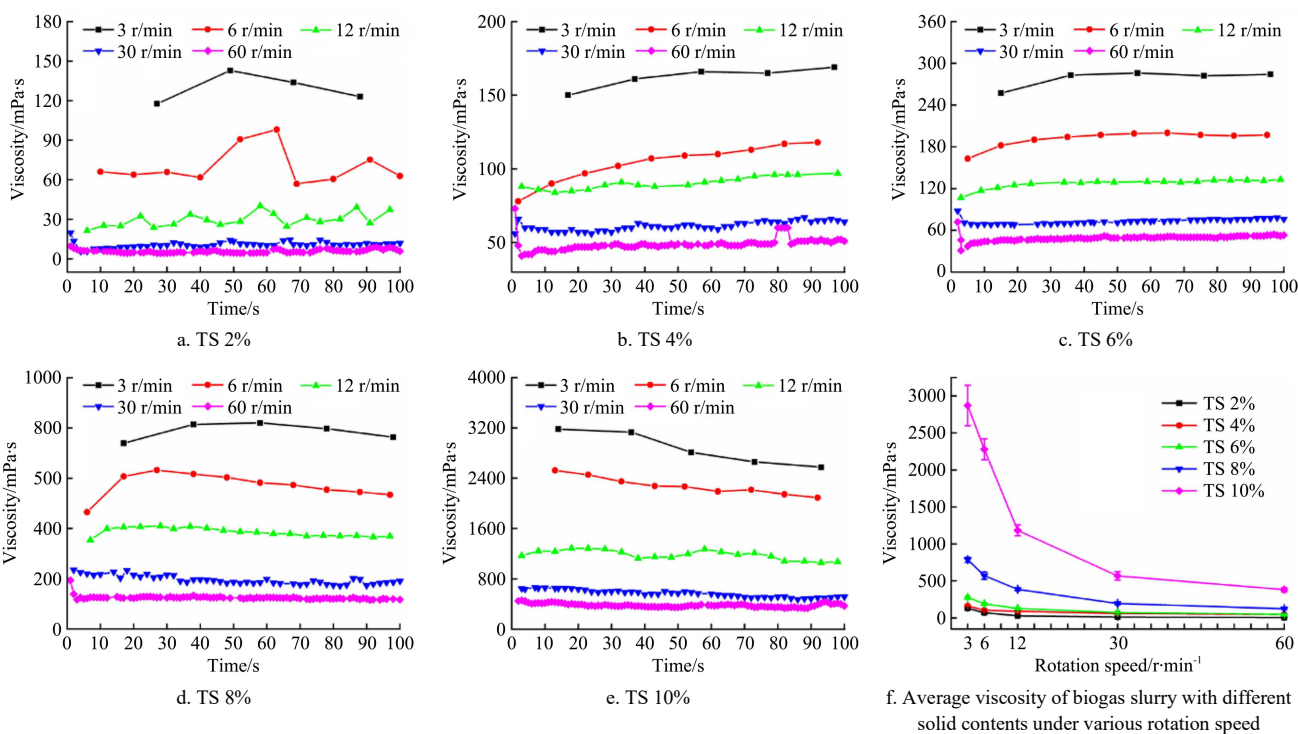 180
150
120
90
60
30
0
Viscosity/mPa·s
3 r/min 6 r/min 12 r/min
30 r/min 60 r/min
0 10 20 30 40 50 60 70 80 90 100
Time/s
a. TS 2%
200
150
100
50
Viscosity/mPa·s
3 r/min 6 r/min 12 r/min
30 r/min 60 r/min
0 10 20 30 40 50 60 70 80 90 100
Time/s
b. TS 4%
360
300
240
180
120
60
0
Viscosity/mPa·s
3 r/min 6 r/min 12 r/min
30 r/min 60 r/min
0 10 20 30 40 50 60 70 80 90 100
Time/s
c. TS 6%
1000
800
500
400
200
0
Viscosity/mPa·s
3 r/min 6 r/min 12 r/min
30 r/min 60 r/min
0 10 20 30 40 50 60 70 80 90 100
Time/s
d. TS 8%
4000
3200
2400
1600
800
0
Viscosity/mPa·s
3 r/min 6 r/min 12 r/min
30 r/min 60 r/min
0 10 20 30 40 50 60 70 80 90 100
Time/s
e. TS 10%
3000
2500
2000
1500
1000
500
0
Viscosity/mPa·s
TS 2%
TS 4%
TS 6%
TS 8%
TS 10%
3 6 12 30 60
Rotation speed/r·min-1
f. Average viscosity of biogas slurry with different
solid contents under various rotation speed